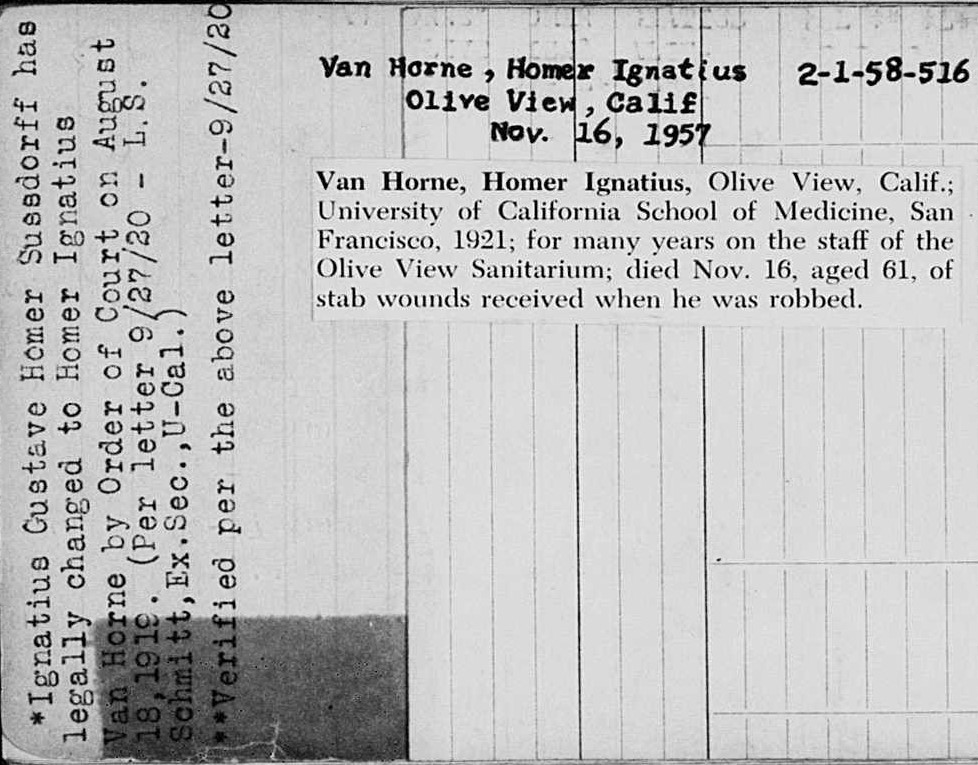 Van Horne, Homer Ignatius 2-1-58-516
Olive View, Calif
Nov. 16, 1957
Van Horne, Homer Ignatius, Olive View, Calif.;
University of California School of Medicine, San
Francisco, 1921; for many years on the staff of the
Olive View Sanitarium; died Nov. 16, aged 61, of
stab wounds received when he was robbed.
*Ignatius Gustave Homer Sussdorff has
legally changed to Homer Ignatius
Van Horne by Order of Court on August
18,1919. (Per letter 9/27/20 - L.S.
Schmitt,Ex.Sec.,U-Cal.)
**Verified per the above letter-9/27/20